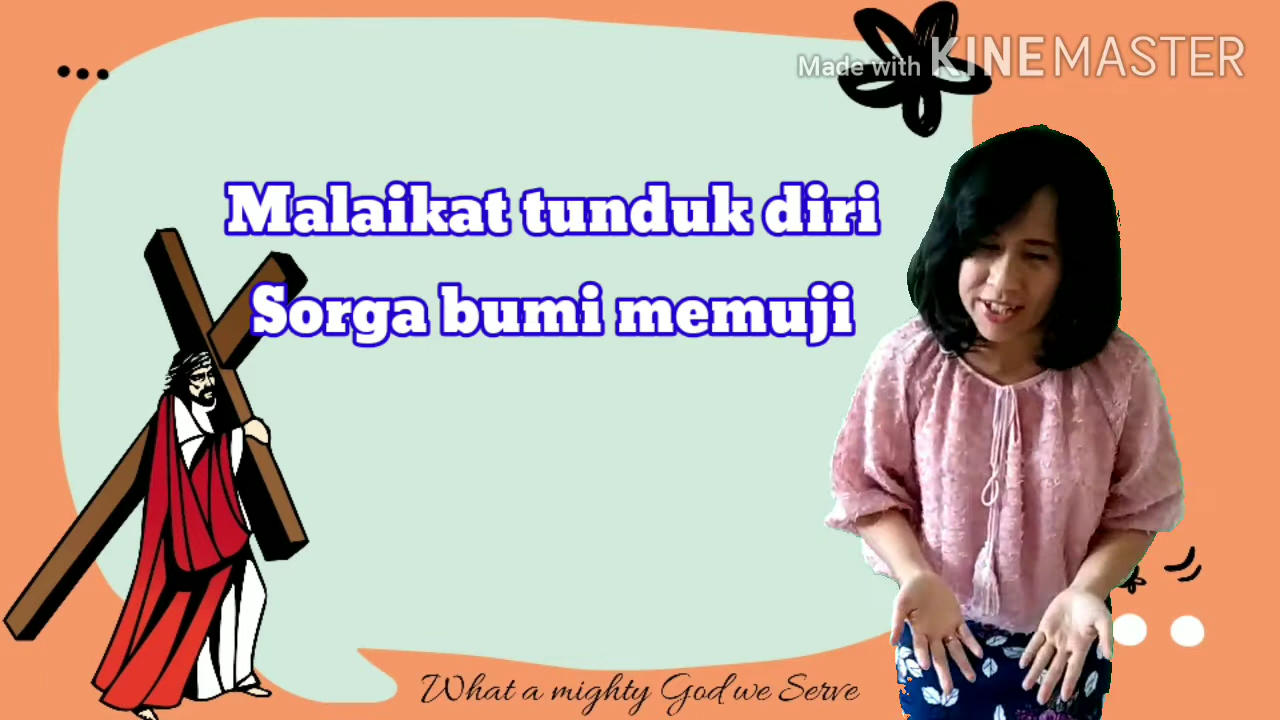 Made with KINEMASTER
Malaikat tunduk diri
Sorga bumi memuji
What a mighty God we Serve